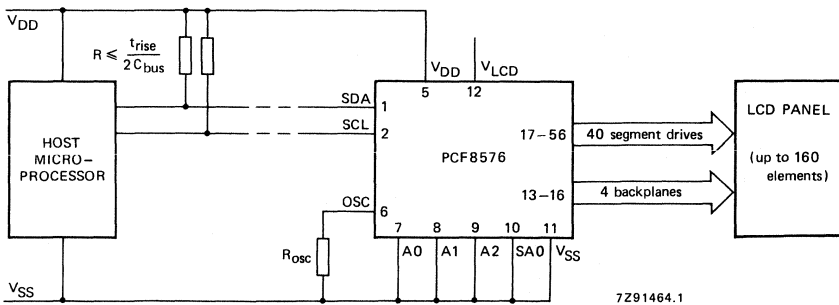 VDD
R ≤ trise
2 Cbus
VDD
VLCD
5
12
HOST
MICRO-
PROCESSOR
SDA
1
SCL
2
PCF8576
17-56
40 segment drives
13-16
4 backplanes
LCD PANEL
(up to 160
elements)
OSC
6
Rosc
7
8
9
10
11
A0
A1
A2
SA0
VSS
VSS
7Z91464.1